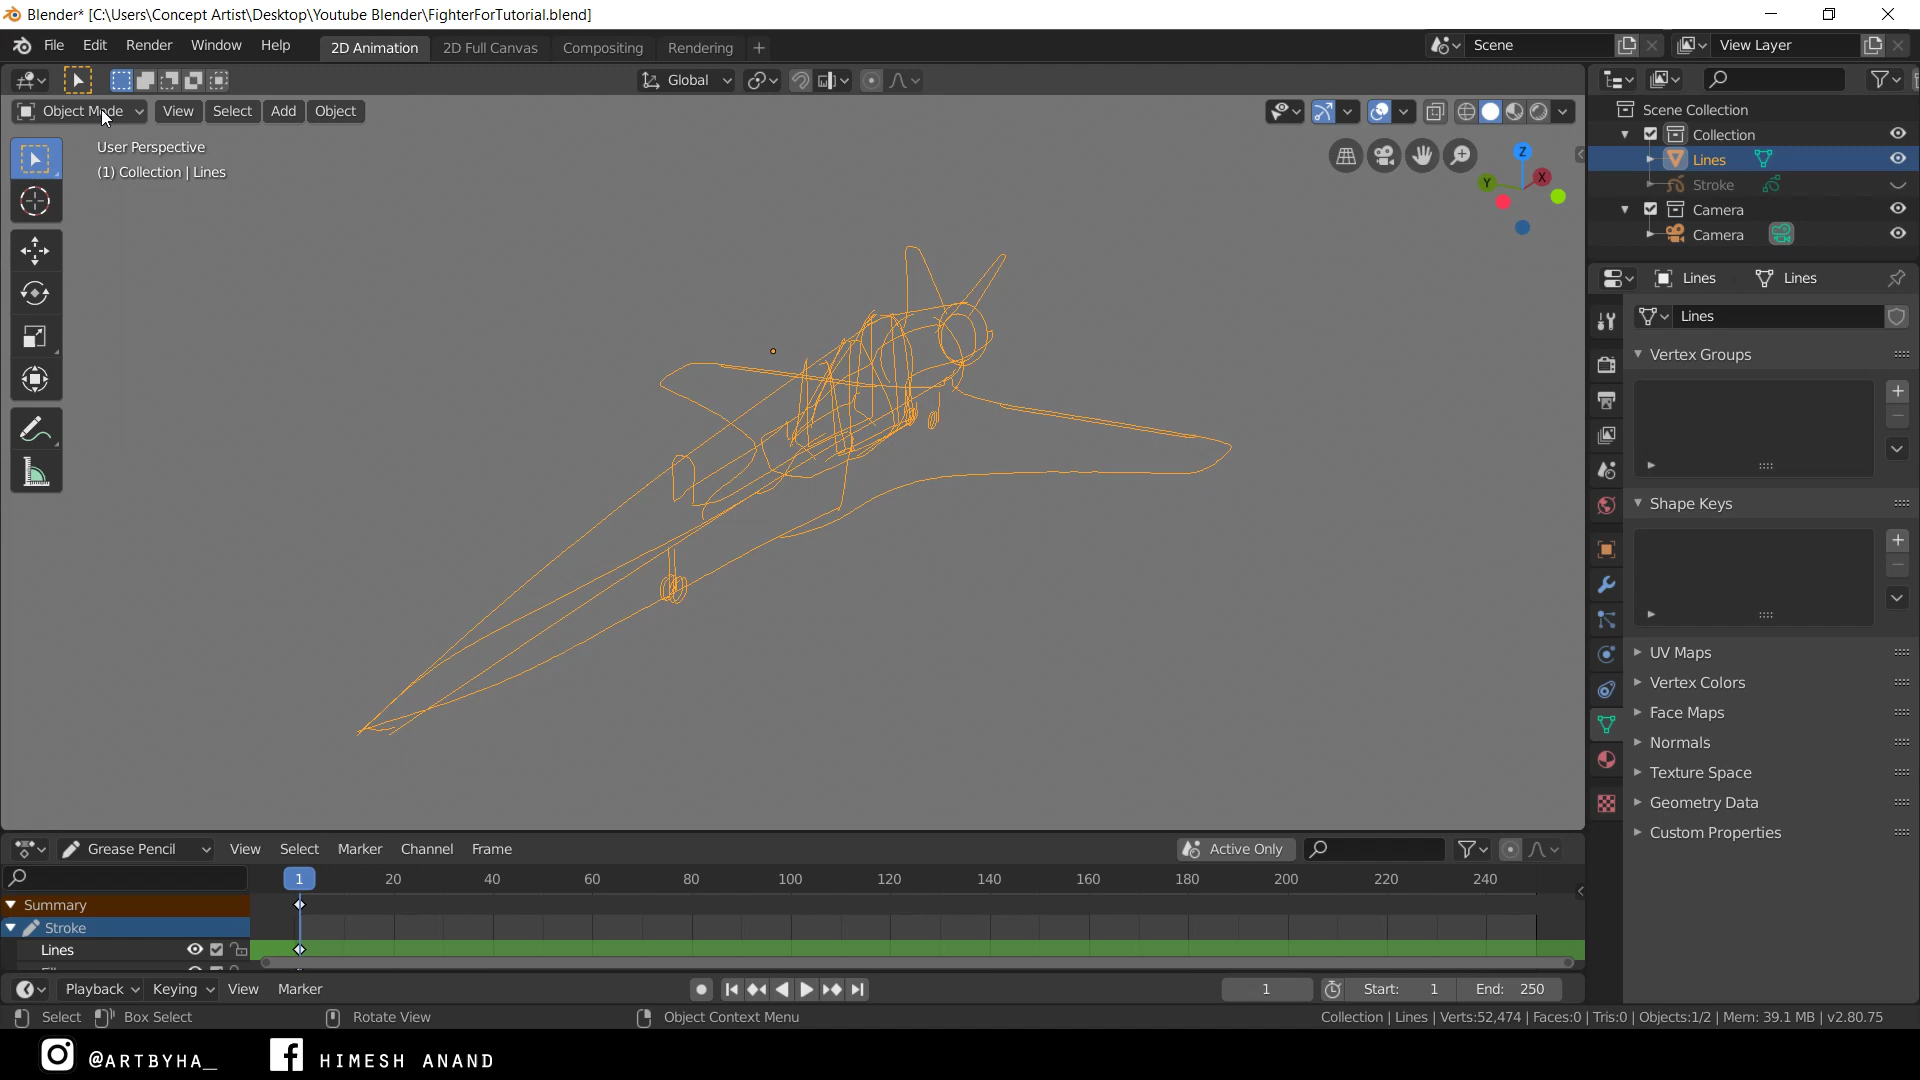 Blender* [C:\Users\Concept Artist\Desktop\Youtube Blender\FighterForTutorial.blend]
File Edit Render Window Help 2D Animation 2D Full Canvas Compositing Rendering + Scene View Layer
Global
Object Mode View Select Add Object
User Perspective
(1) Collection | Lines
Z
Y
X
Scene Collection
Collection
Lines
Stroke
Camera
Camera
Lines Lines
Lines
Vertex Groups
Shape Keys
UV Maps
Vertex Colors
Face Maps
Normals
Texture Space
Geometry Data
Custom Properties
Grease Pencil View Select Marker Channel Frame Active Only
1 20 40 60 80 100 120 140 160 180 200 220 240
Summary
Stroke
Lines
Playback Keying View Marker 1 Start: 1 End: 250
Select Box Select Rotate View Object Context Menu Collection | Lines | Verts:52,474 | Faces:0 | Tris:0 | Objects:1/2 | Mem: 39.1 MB | v2.80.75
@ARTBYHA_ HIMESH ANAND